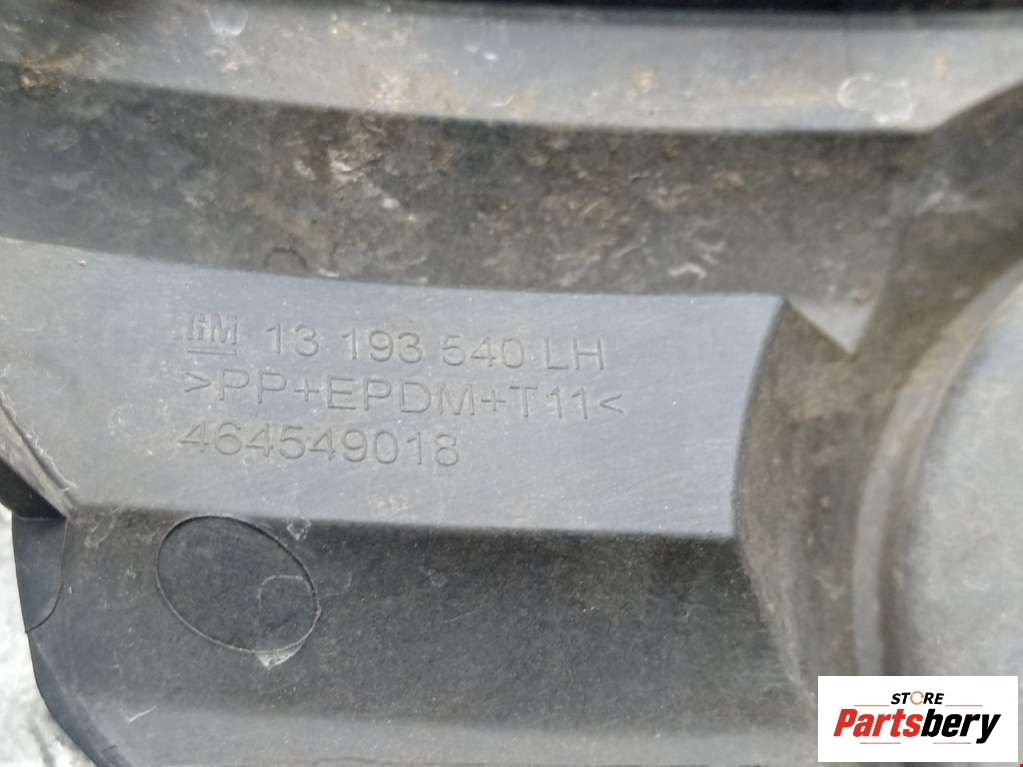 GM 13 193 540 LH
>PP+EPDM+T11<
464549018
STORE
Partsbery